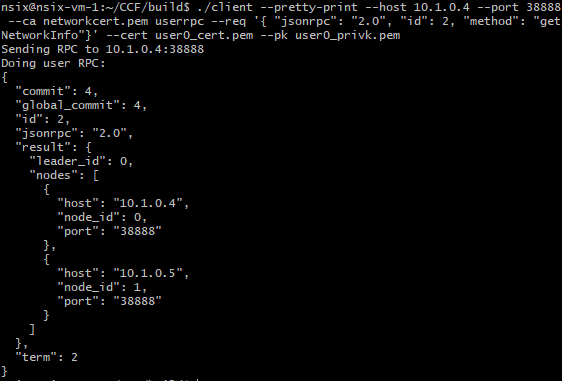 nsix@nsix-vm-1:~/CCF/build$ ./client --pretty-print --host 10.1.0.4 --port 38888
 --ca networkcert.pem userrpc --req '{ "jsonrpc": "2.0", "id": 2, "method": "get
NetworkInfo"}' --cert user0_cert.pem --pk user0_privk.pem
Sending RPC to 10.1.0.4:38888
Doing user RPC:
{
  "commit": 4,
  "global_commit": 4,
  "id": 2,
  "jsonrpc": "2.0",
  "result": {
    "leader_id": 0,
    "nodes": [
      {
        "host": "10.1.0.4",
        "node_id": 0,
        "port": "38888"
      },
      {
        "host": "10.1.0.5",
        "node_id": 1,
        "port": "38888"
      }
    ]
  },
  "term": 2
}